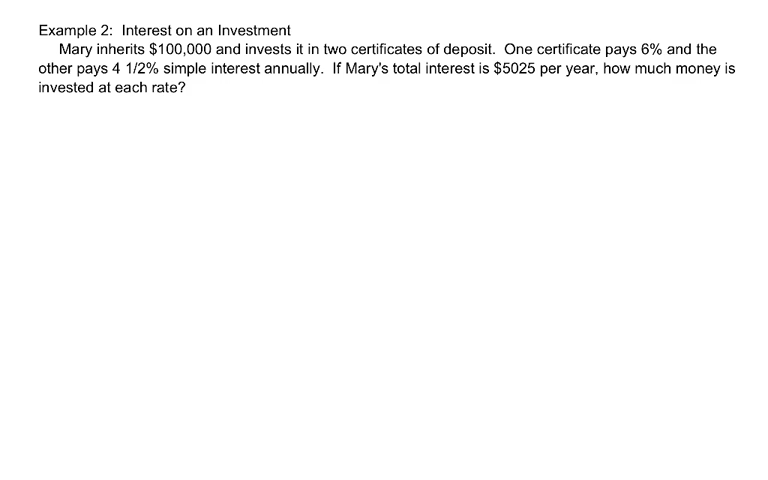 Example 2:  Interest on an Investment
Mary inherits $100,000 and invests it in two certificates of deposit.  One certificate pays 6% and the
other pays 4 1/2% simple interest annually.  If Mary's total interest is $5025 per year, how much money is
invested at each rate?